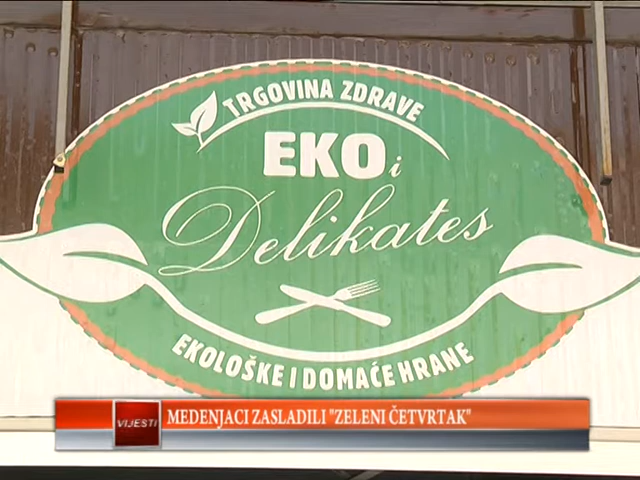 TRGOVINA ZDRAVE
EKO i
Delikates
EKOLOŠKE I DOMAĆE HRANE
VIJESTI
MEDENJACI ZASLADILI "ZELENI ČETVRTAK"